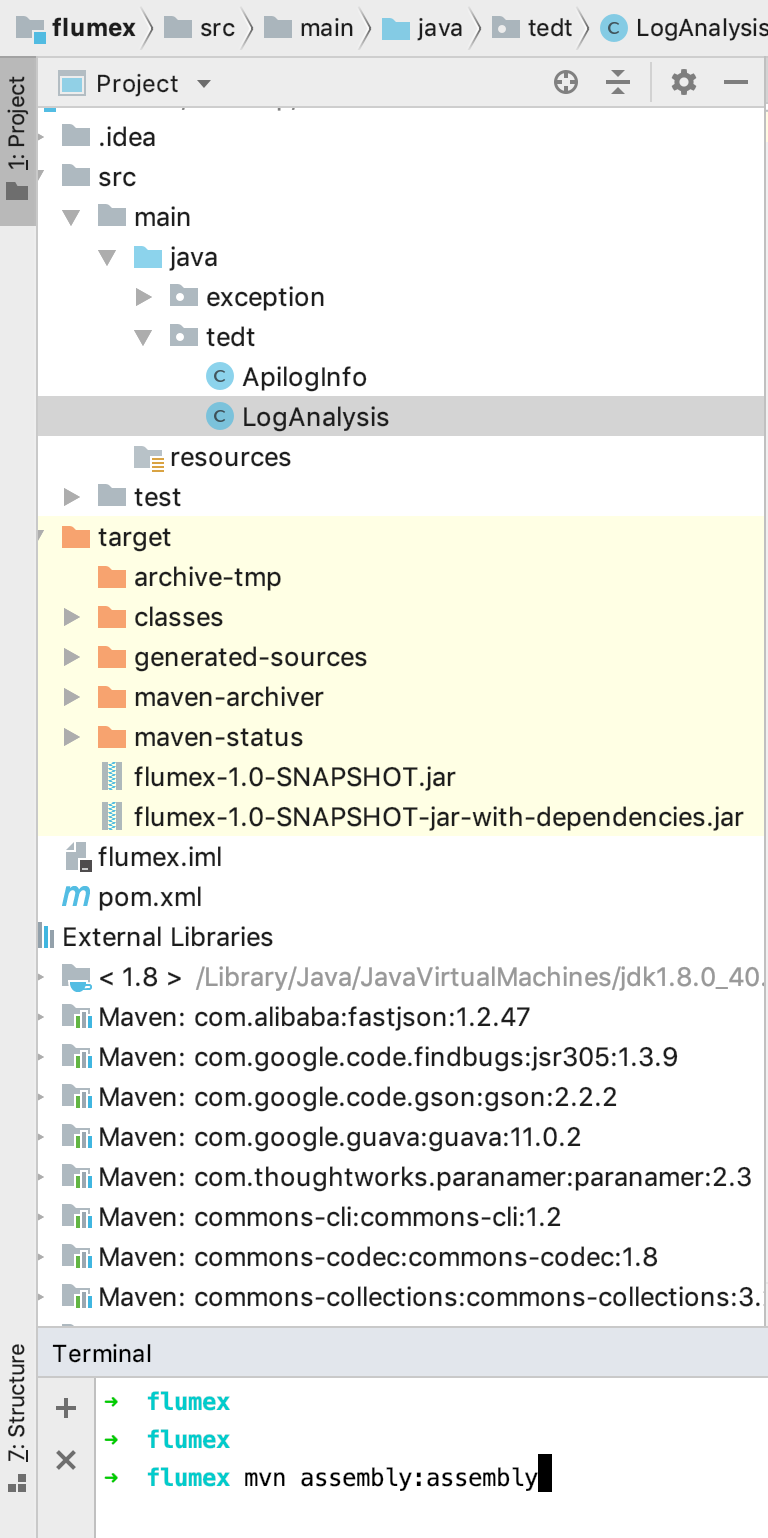 flumex src main java tedt LogAnalysis
1: Project
Project
.idea
src
main
java
exception
tedt
ApilogInfo
LogAnalysis
resources
test
target
archive-tmp
classes
generated-sources
maven-archiver
maven-status
flumex-1.0-SNAPSHOT.jar
flumex-1.0-SNAPSHOT-jar-with-dependencies.jar
flumex.iml
pom.xml
External Libraries
< 1.8 > /Library/Java/JavaVirtualMachines/jdk1.8.0_40.
Maven: com.alibaba:fastjson:1.2.47
Maven: com.google.code.findbugs:jsr305:1.3.9
Maven: com.google.code.gson:gson:2.2.2
Maven: com.google.guava:guava:11.0.2
Maven: com.thoughtworks.paranamer:paranamer:2.3
Maven: commons-cli:commons-cli:1.2
Maven: commons-codec:commons-codec:1.8
Maven: commons-collections:commons-collections:3.
Z: Structure
Terminal
➜ flumex
➜ flumex
➜ flumex mvn assembly:assembly